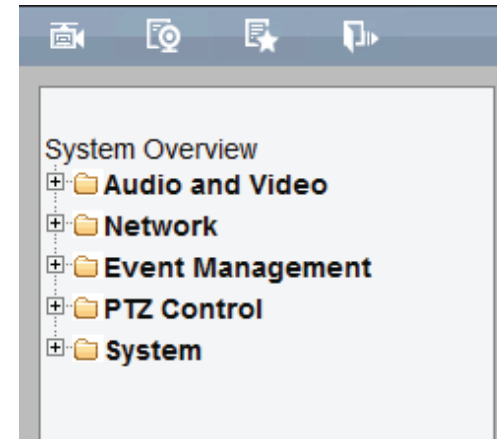 System Overview
Audio and Video
Network
Event Management
PTZ Control
System